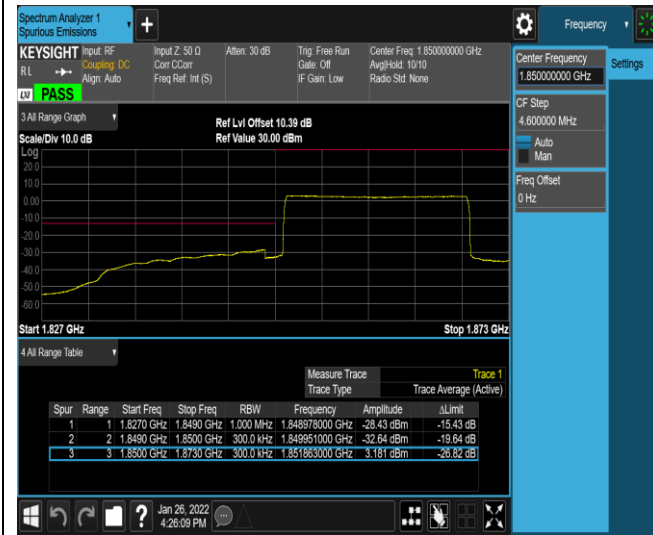 Spectrum Analyzer 1
Spurious Emissions
+
Frequency
KEYSIGHT Input: RF Input Z: 50 Ω Atten: 30 dB Trig: Free Run Center Freq: 1.850000000 GHz
RL Coupling: DC Corr CCorr Gate: Off Avg|Hold: 10/10
Align: Auto Freq Ref: Int (S) IF Gain: Low Radio Std: None
LXI PASS
Center Frequency
1.850000000 GHz
Settings
CF Step
4.600000 MHz
Auto
Man
Freq Offset
0 Hz
3 All Range Graph
Ref Lvl Offset 10.39 dB
Scale/Div 10.0 dB Ref Value 30.00 dBm
Log
20.0
10.0
0.00
-10.0
-20.0
-30.0
-40.0
-50.0
-60.0
Start 1.827 GHz Stop 1.873 GHz
4 All Range Table
Measure Trace Trace 1
Trace Type Trace Average (Active)
Spur Range Start Freq Stop Freq RBW Frequency Amplitude ΔLimit
1 1 1.8270 GHz 1.8490 GHz 1.000 MHz 1.848978000 GHz -28.43 dBm -15.43 dB
2 2 1.8490 GHz 1.8500 GHz 300.0 kHz 1.849951000 GHz -32.64 dBm -19.64 dB
3 3 1.8500 GHz 1.8730 GHz 300.0 kHz 1.851863000 GHz 3.181 dBm -26.82 dB
?
Jan 26, 2022
4:26:09 PM